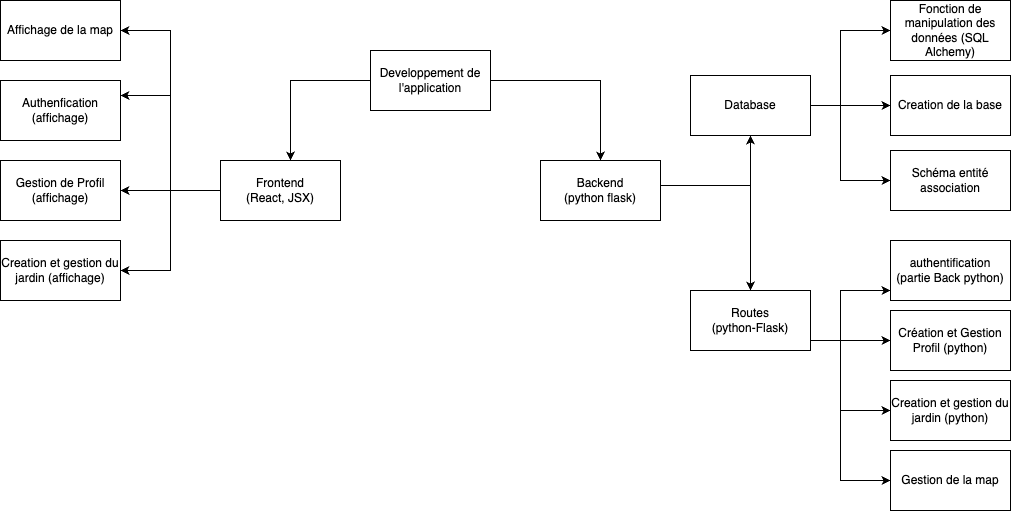 Affichage de la map
Authenfication
(affichage)
Gestion de Profil
(affichage)
Creation et gestion du
jardin (affichage)
Frontend
(React, JSX)
Developpement de
l'application
Backend
(python flask)
Database
Routes
(python-Flask)
Fonction de
manipulation des
données (SQL
Alchemy)
Creation de la base
Schéma entité
association
authentification
(partie Back python)
Création et Gestion
Profil (python)
Creation et gestion du
jardin (python)
Gestion de la map